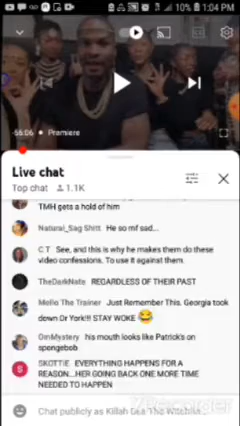 10% 1:04 PM
-56:06 • Premiere
Live chat
Top chat 1.1K
TMH gets a hold of him
Natural_Sag Shitt He so mf sad...
C T See, and this is why he makes them do these
video confessions. To use it against them.
TheDarkNate REGARDLESS OF THEIR PAST
Mello The Trainer Just Remember This. Georgia took
down Dr York!!! STAY WOKE 😂
GinMystery his mouth looks like Patrick's on
spongebob
S SKOTTIE EVERYTHING HAPPENS FOR A
REASON...HER GOING BACK ONE MORE TIME
NEEDED TO HAPPEN
Chat publicly as Killah Gea The